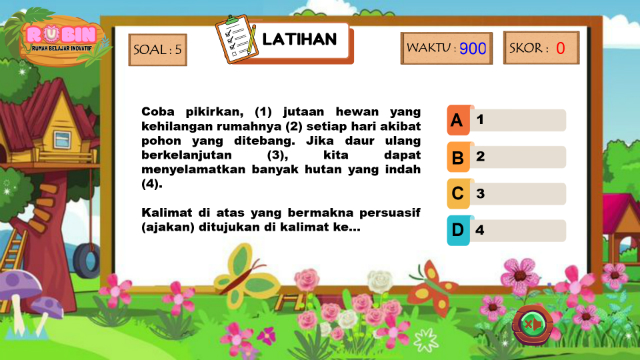 RUBIN
RUMAH BELAJAR INOVATIF
SOAL : 5
LATIHAN
WAKTU : 900
SKOR : 0
Coba pikirkan, (1) jutaan hewan yang
kehilangan rumahnya (2) setiap hari akibat
pohon yang ditebang. Jika daur ulang
berkelanjutan (3), kita dapat
menyelamatkan banyak hutan yang indah
(4).
Kalimat di atas yang bermakna persuasif
(ajakan) ditujukan di kalimat ke...
A 1
B 2
C 3
D 4